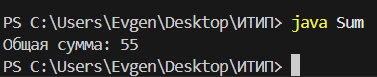 PS C:\Users\Evgen\Desktop\ИТИП> java Sum
Общая сумма: 55
PS C:\Users\Evgen\Desktop\ИТИП>